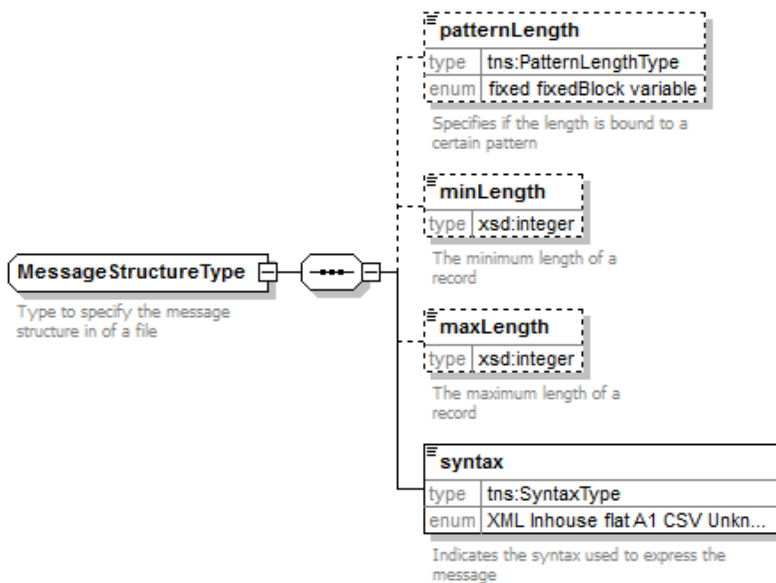 patternLength
type tns:PatternLengthType
enum fixed fixedBlock variable
Specifies if the length is bound to a
certain pattern
minLength
type xsd:integer
The minimum length of a
record
MessageStructureType
Type to specify the message
structure in of a file
maxLength
type xsd:integer
The maximum length of a
record
syntax
type tns:SyntaxType
enum XML Inhouse flat A1 CSV Unkn...
Indicates the syntax used to express the
message